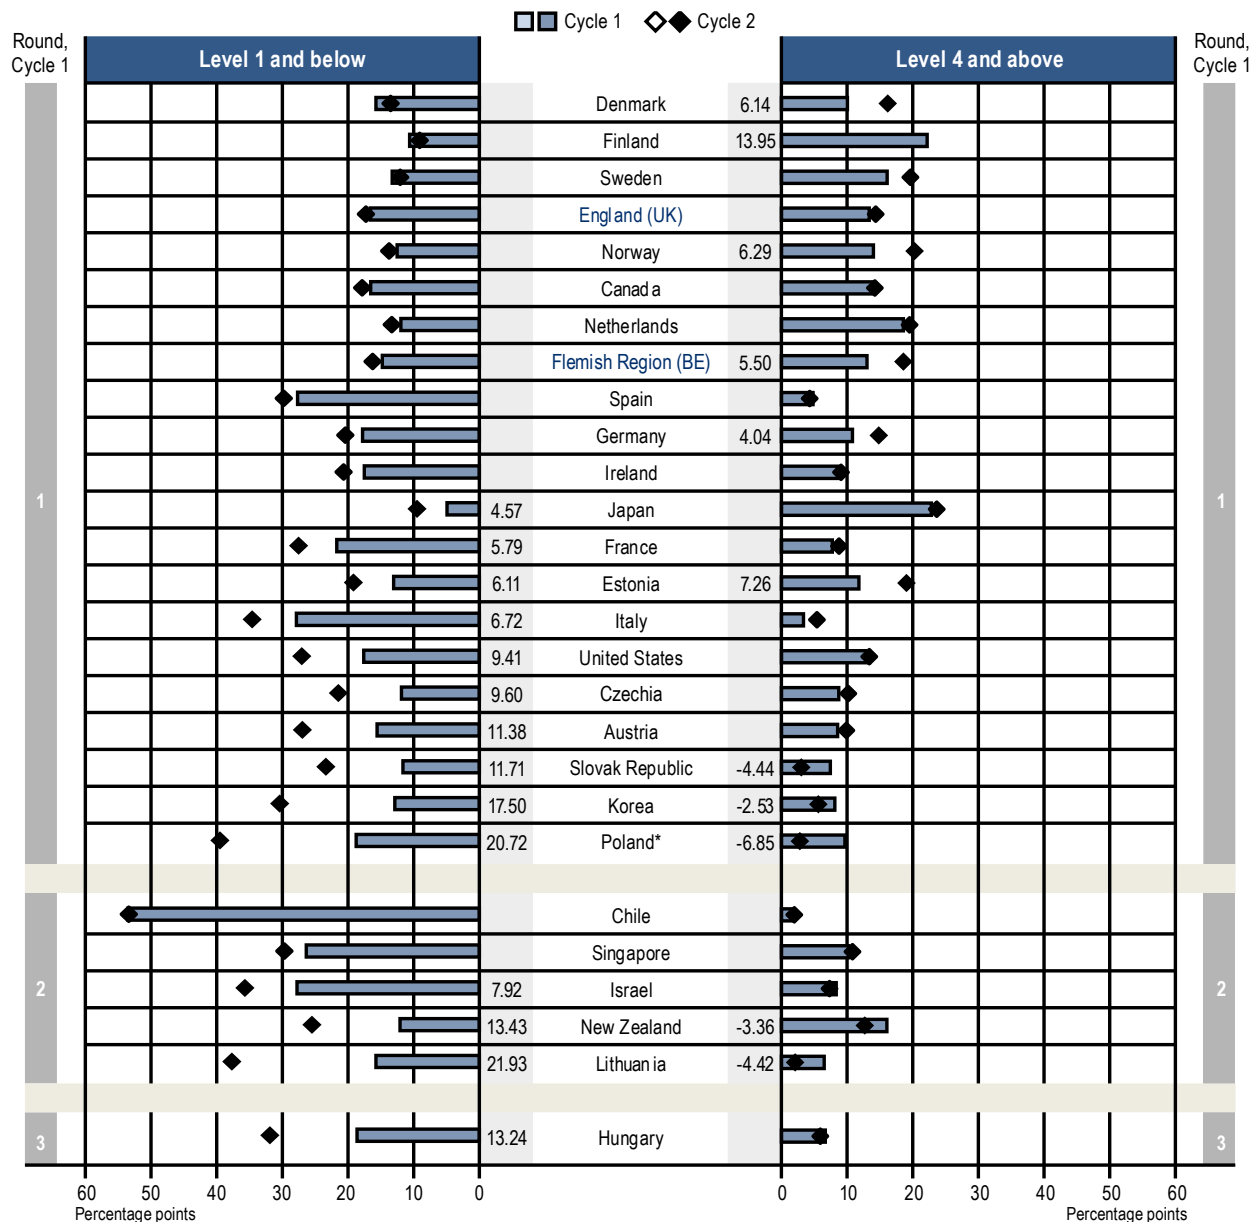 Cycle 1 Cycle 2
Round,
Cycle 1
Level 1 and below
Level 4 and above
Round,
Cycle 1
Denmark 6.14
Finland 13.95
Sweden
England (UK)
Norway 6.29
Canada
Netherlands
Flemish Region (BE) 5.50
Spain
Germany 4.04
Ireland
1 4.57 Japan 1
5.79 France
6.11 Estonia 7.26
6.72 Italy
9.41 United States
9.60 Czechia
11.38 Austria
11.71 Slovak Republic -4.44
17.50 Korea -2.53
20.72 Poland* -6.85
Chile
Singapore
2 7.92 Israel 2
13.43 New Zealand -3.36
21.93 Lithuania -4.42
3 13.24 Hungary 3
60 50 40 30 20 10 0 0 10 20 30 40 50 60
Percentage points Percentage points